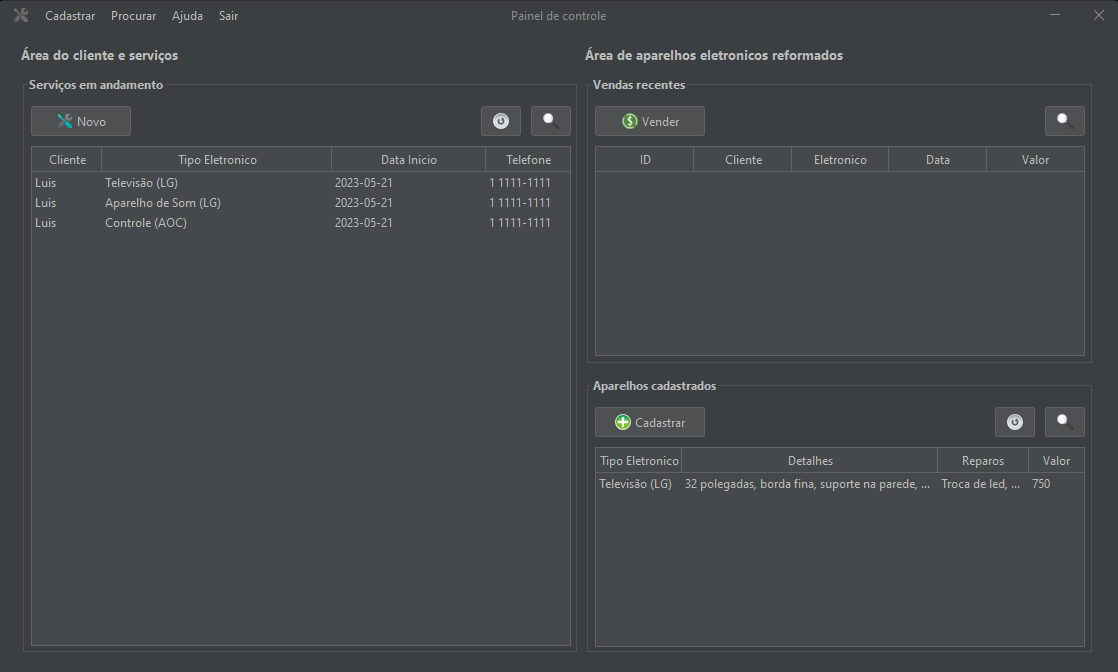 Cadastrar Procurar Ajuda Sair Painel de controle
Área do cliente e serviços
Serviços em andamento
Novo
Cliente Tipo Eletronico Data Inicio Telefone
Luis Televisão (LG) 2023-05-21 1 1111-1111
Luis Aparelho de Som (LG) 2023-05-21 1 1111-1111
Luis Controle (AOC) 2023-05-21 1 1111-1111
Área de aparelhos eletronicos reformados
Vendas recentes
Vender
ID Cliente Eletronico Data Valor
Aparelhos cadastrados
Cadastrar
Tipo Eletronico Detalhes Reparos Valor
Televisão (LG) 32 polegadas, borda fina, suporte na parede, ... Troca de led, ... 750